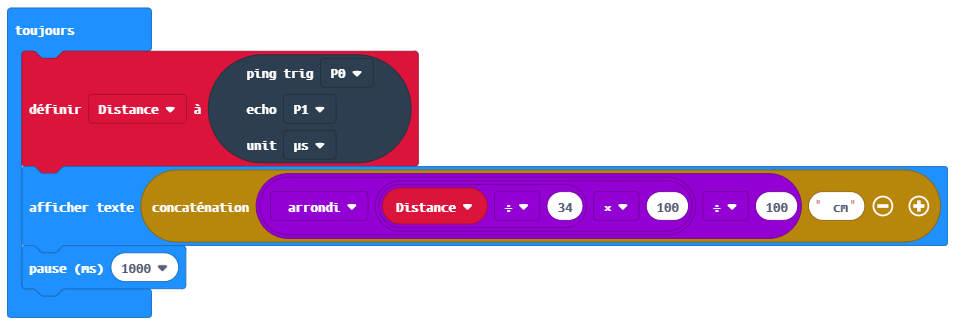 toujours
ping trig P0
définir Distance à echo P1
unit µs
afficher texte concaténation arrondi Distance ÷ 34 × 100 ÷ 100 " cm"
pause (ms) 1000